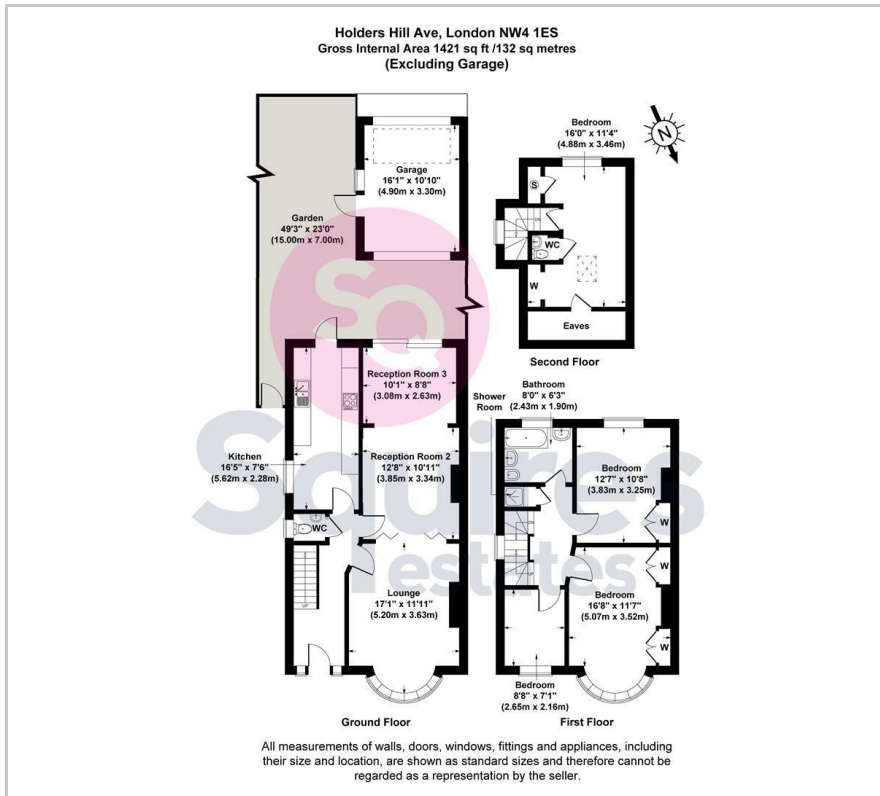 Holders Hill Ave, London NW4 1ES
Gross Internal Area 1421 sq ft /132 sq metres
(Excluding Garage)
Garage
16'1" x 10'10"
(4.90m x 3.30m)
Garden
49'3" x 23'0"
(15.00m x 7.00m)
Bedroom
16'0" x 11'4"
(4.88m x 3.46m)
N
S
DN
WC
W
Eaves
Second Floor
SQ
Squires
estates
Reception Room 3
10'1" x 8'8"
(3.08m x 2.63m)
Kitchen
16'5" x 7'6"
(5.62m x 2.28m)
Reception Room 2
12'8" x 10'11"
(3.85m x 3.34m)
WC
UP
Lounge
17'1" x 11'11"
(5.20m x 3.63m)
Ground Floor
Shower
Room
Bathroom
8'0" x 6'3"
(2.43m x 1.90m)
Bedroom
12'7" x 10'8"
(3.83m x 3.25m)
W
W
Bedroom
16'8" x 11'7"
(5.07m x 3.52m)
W
Bedroom
8'8" x 7'1"
(2.65m x 2.16m)
First Floor
All measurements of walls, doors, windows, fittings and appliances, including
their size and location, are shown as standard sizes and therefore cannot be
regarded as a representation by the seller.